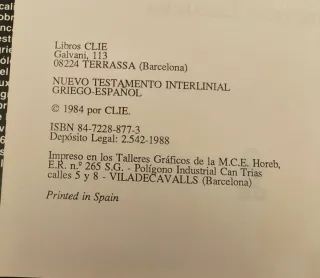 Libros CLIE
Galvani, 113
08224 TERRASSA (Barcelona)
NUEVO TESTAMENTO INTERLINIAL
GRIEGO-ESPAÑOL
© 1984 por CLIE.
ISBN 84-7228-877-3
Depósito Legal: 2.542-1988
Impreso en los Talleres Gráficos de la M.C.E. Horeb,
E.R. n.º 265 S.G. - Polígono Industrial Can Trias
calles 5 y 8 - VILADECAVALLS (Barcelona)
Printed in Spain